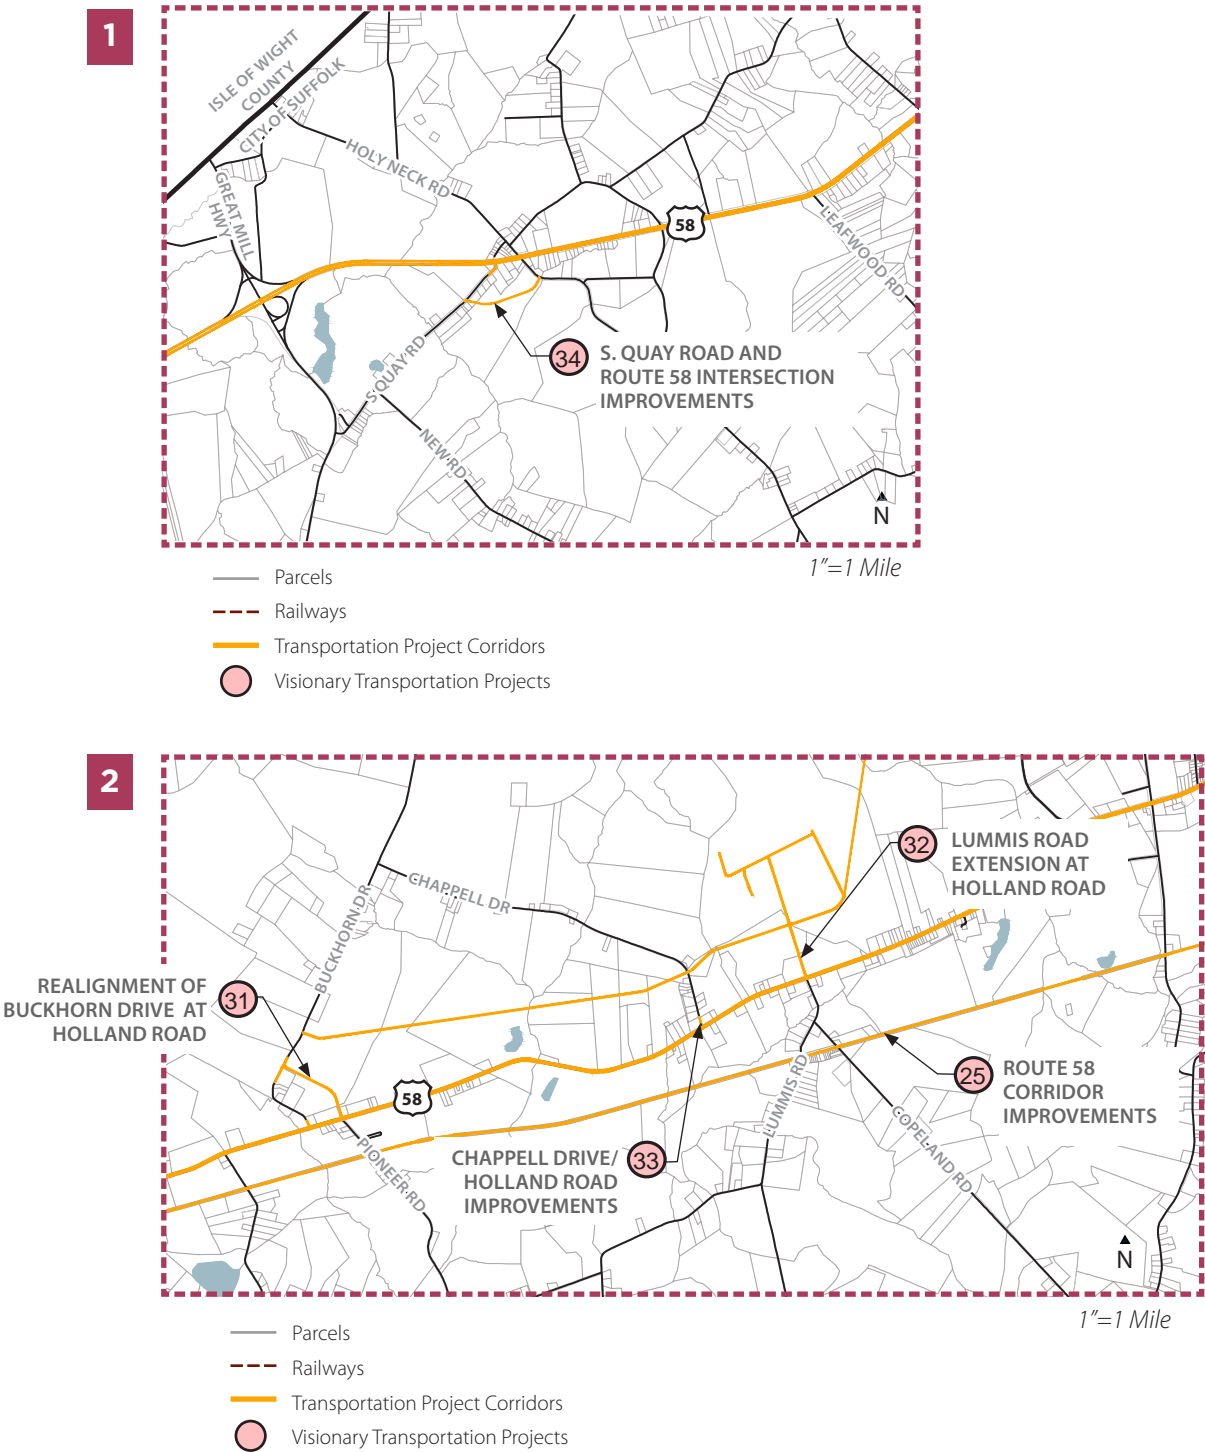 1
ISLE OF WIGHT
COUNTY
CITY OF SUFFOLK
HOLY NECK RD
GREAT MILL
HWY
58
LEAFWOOD RD
34
S. QUAY ROAD AND
ROUTE 58 INTERSECTION
IMPROVEMENTS
S QUAY RD
NEW RD
N
1”=1 Mile
Parcels
Railways
Transportation Project Corridors
Visionary Transportation Projects
2
32
LUMMIS ROAD
EXTENSION AT
HOLLAND ROAD
CHAPPELL DR
BUCKHORN DR
REALIGNMENT OF
BUCKHORN DRIVE AT
HOLLAND ROAD
31
58
25
ROUTE 58
CORRIDOR
IMPROVEMENTS
LUMMIS RD
COPELAND RD
PIONEER RD
CHAPPELL DRIVE/
HOLLAND ROAD
IMPROVEMENTS
33
N
1”=1 Mile
Parcels
Railways
Transportation Project Corridors
Visionary Transportation Projects